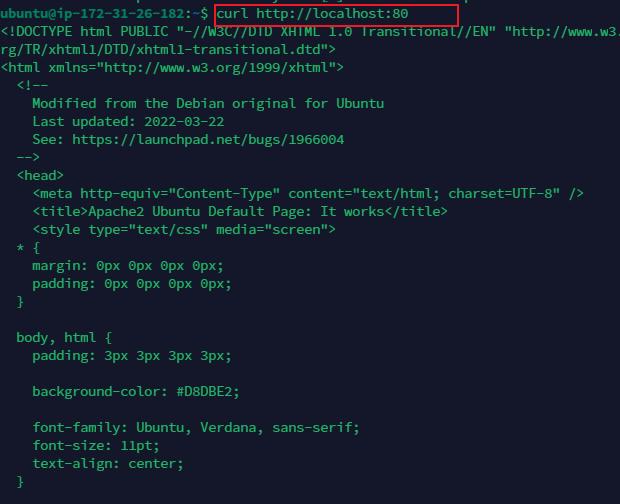 ubuntu@ip-172-31-26-182:~$ curl http://localhost:80
<!DOCTYPE html PUBLIC "-//W3C//DTD XHTML 1.0 Transitional//EN" "http://www.w3.o
rg/TR/xhtml1/DTD/xhtml1-transitional.dtd">
<html xmlns="http://www.w3.org/1999/xhtml">
  <!--
    Modified from the Debian original for Ubuntu
    Last updated: 2022-03-22
    See: https://launchpad.net/bugs/1966004
  -->
  <head>
    <meta http-equiv="Content-Type" content="text/html; charset=UTF-8" />
    <title>Apache2 Ubuntu Default Page: It works</title>
    <style type="text/css" media="screen">
  * {
    margin: 0px 0px 0px 0px;
    padding: 0px 0px 0px 0px;
  }

  body, html {
    padding: 3px 3px 3px 3px;

    background-color: #D8DBE2;

    font-family: Ubuntu, Verdana, sans-serif;
    font-size: 11pt;
    text-align: center;
  }